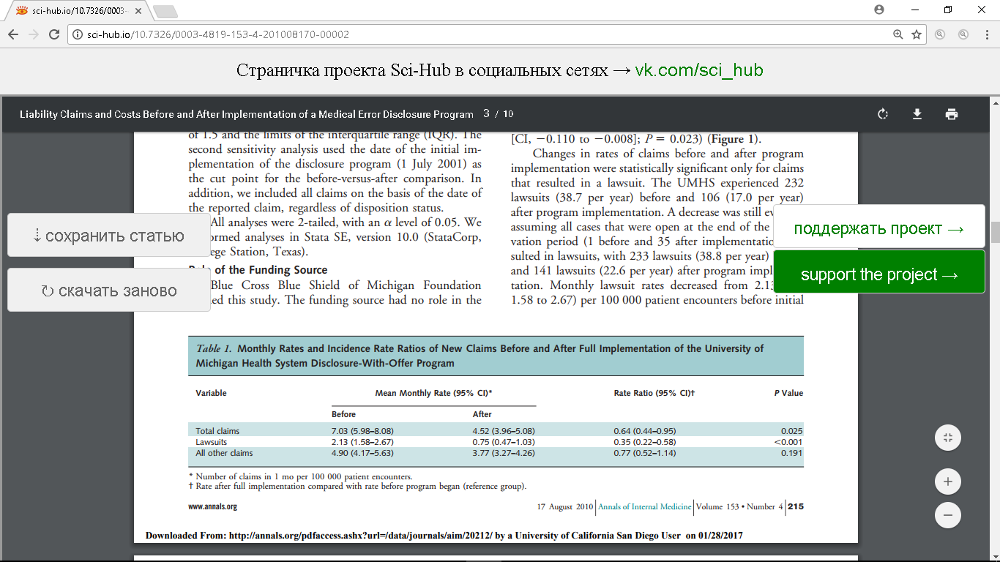 sci-hub.io/10.7326/0003-
sci-hub.io/10.7326/0003-4819-153-4-201008170-00002
Страничка проекта Sci-Hub в социальных сетях → vk.com/sci_hub
Liability Claims and Costs Before and After Implementation of a Medical Error Disclosure Program 3 / 10
of 1.5 and the limits of the interquartile range (IQR). The
second sensitivity analysis used the date of the initial im-
plementation of the disclosure program (1 July 2001) as
the cut point for the before-versus-after comparison. In
addition, we included all claims on the basis of the date of
the reported claim, regardless of disposition status.
All analyses were 2-tailed, with an α level of 0.05. We
ormed analyses in Stata SE, version 10.0 (StataCorp,
ege Station, Texas).
of the Funding Source
Blue Cross Blue Shield of Michigan Foundation
ed this study. The funding source had no role in the
[CI, −0.110 to −0.008]; P = 0.023) (Figure 1).
Changes in rates of claims before and after program
implementation were statistically significant only for claims
that resulted in a lawsuit. The UMHS experienced 232
lawsuits (38.7 per year) before and 106 (17.0 per year)
after program implementation. A decrease was still ev
assuming all cases that were open at the end of the
vation period (1 before and 35 after implementatio
sulted in lawsuits, with 233 lawsuits (38.8 per year)
and 141 lawsuits (22.6 per year) after program impl
tation. Monthly lawsuit rates decreased from 2.13
1.58 to 2.67) per 100 000 patient encounters before initial
⇣ сохранить статью
↻ скачать заново
поддержать проект →
support the project →
Table 1. Monthly Rates and Incidence Rate Ratios of New Claims Before and After Full Implementation of the University of
Michigan Health System Disclosure-With-Offer Program
Variable Mean Monthly Rate (95% CI)* Rate Ratio (95% CI)† P Value
Before After
Total claims 7.03 (5.98–8.08) 4.52 (3.96–5.08) 0.64 (0.44–0.95) 0.025
Lawsuits 2.13 (1.58–2.67) 0.75 (0.47–1.03) 0.35 (0.22–0.58) <0.001
All other claims 4.90 (4.17–5.63) 3.77 (3.27–4.26) 0.77 (0.52–1.14) 0.191
* Number of claims in 1 mo per 100 000 patient encounters.
† Rate after full implementation compared with rate before program began (reference group).
www.annals.org 17 August 2010 Annals of Internal Medicine Volume 153 • Number 4 215
Downloaded From: http://annals.org/pdfaccess.ashx?url=/data/journals/aim/20212/ by a University of California San Diego User on 01/28/2017